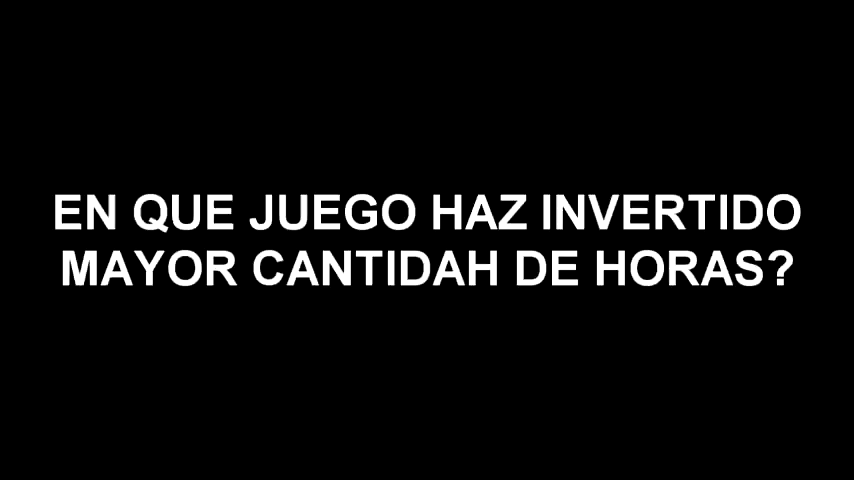 EN QUE JUEGO HAZ INVERTIDO
MAYOR CANTIDAH DE HORAS?